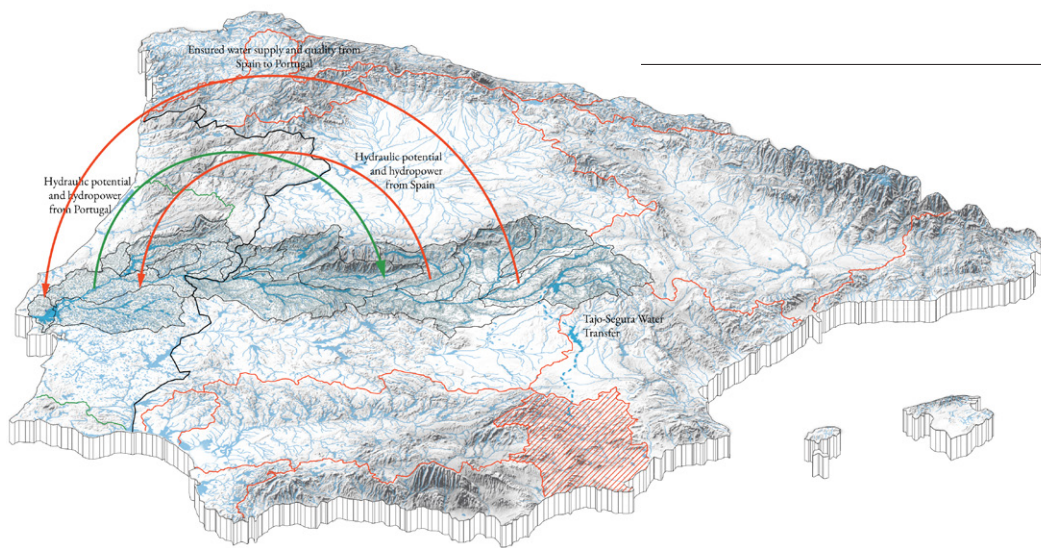 Ensured water supply and quality from
Spain to Portugal
Hydraulic potential
and hydropower
from Spain
Hydraulic potential
and hydropower
from Portugal
Tajo-Segura Water
Transfer